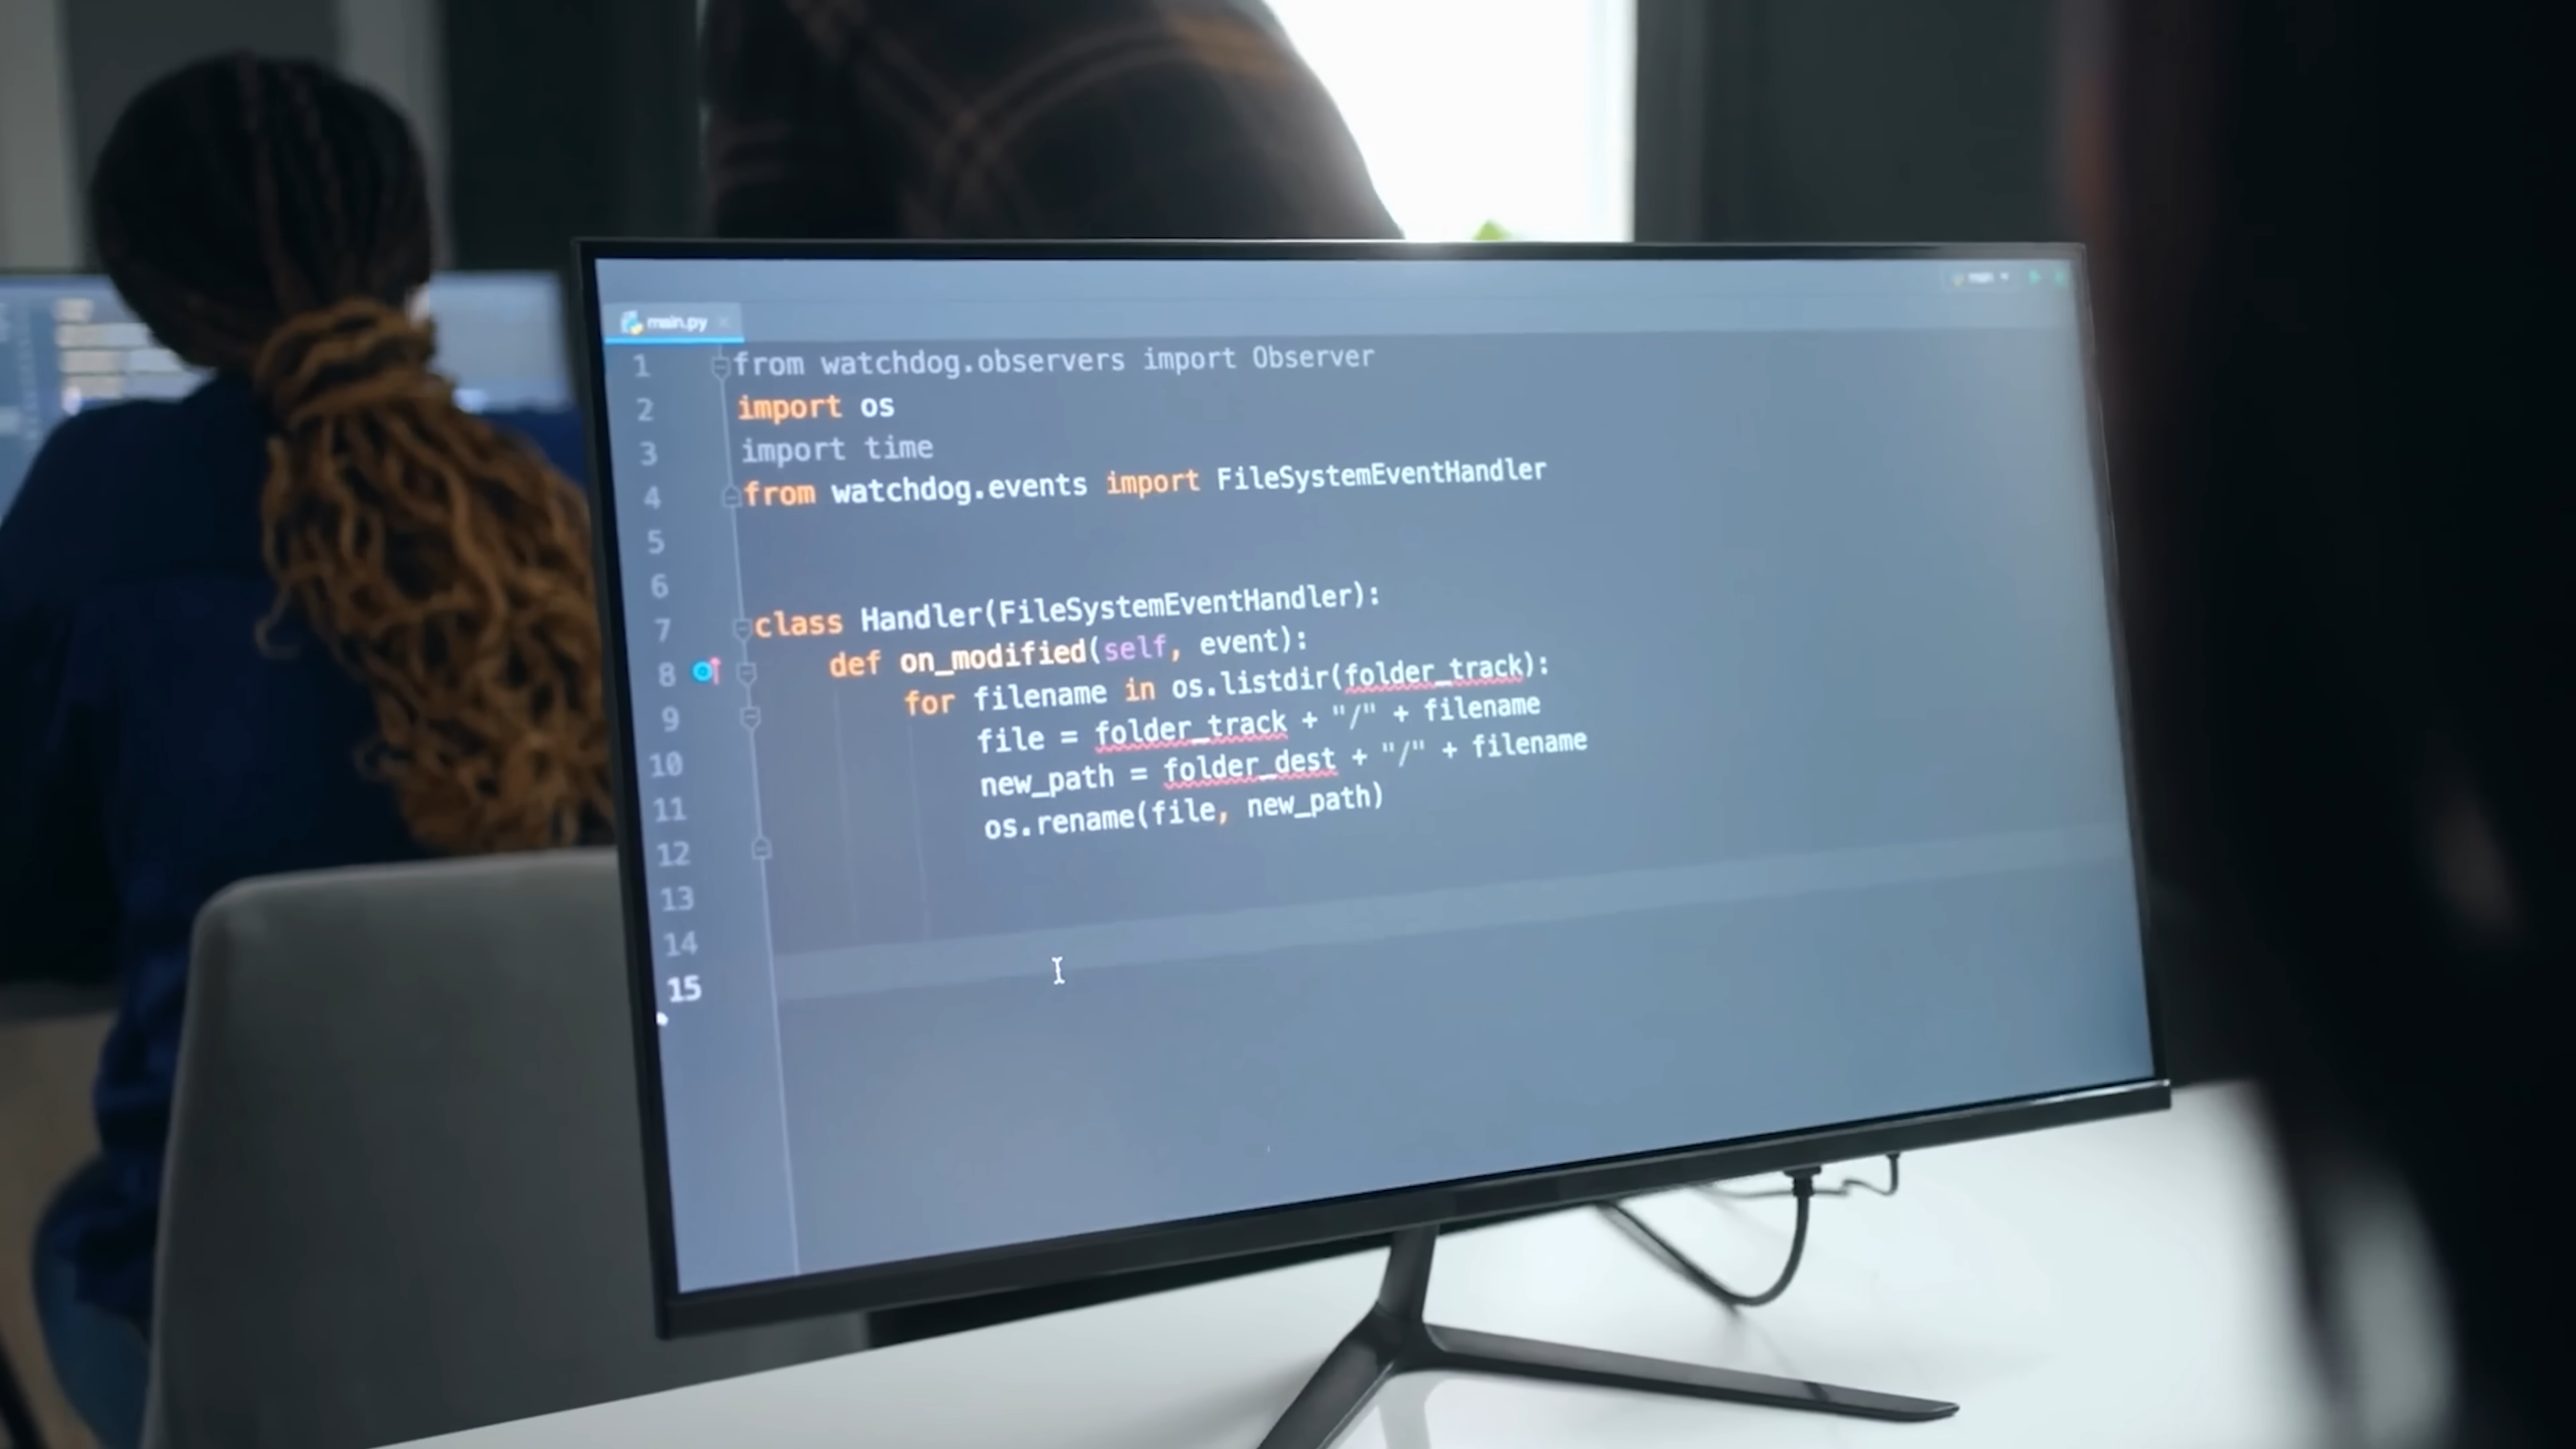 main
main.py
1 from watchdog.observers import Observer
2 import os
3 import time
4 from watchdog.events import FileSystemEventHandler
5
6
7 class Handler(FileSystemEventHandler):
8 def on_modified(self, event):
9 for filename in os.listdir(folder_track):
10 file = folder_track + "/" + filename
11 new_path = folder_dest + "/" + filename
12 os.rename(file, new_path)
13
14
15